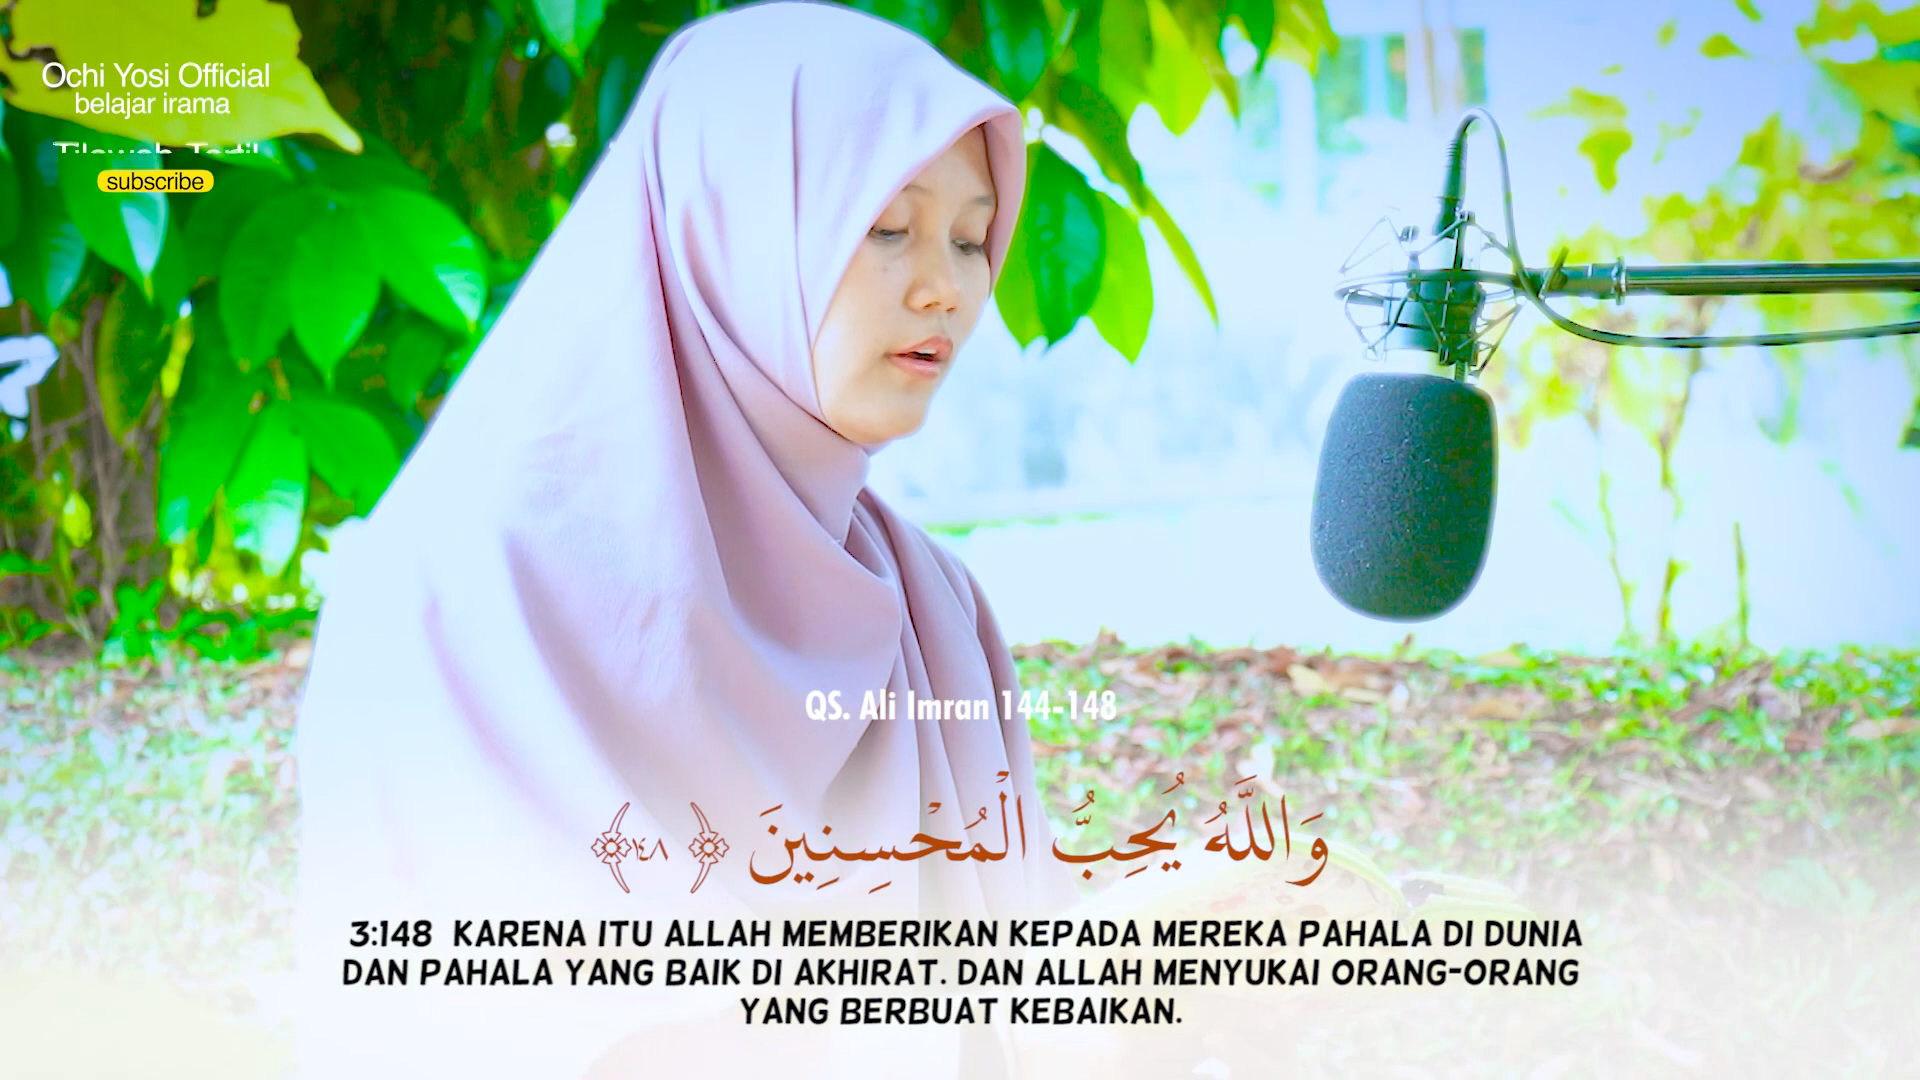 Ochi Yosi Official
belajar irama
Tilawah Tartil
subscribe
QS. Ali Imran 144-148
وَاللَّهُ يُحِبُّ الْمُحْسِنِينَ ﴿١٤٨﴾
3:148 KARENA ITU ALLAH MEMBERIKAN KEPADA MEREKA PAHALA DI DUNIA
DAN PAHALA YANG BAIK DI AKHIRAT. DAN ALLAH MENYUKAI ORANG-ORANG
YANG BERBUAT KEBAIKAN.